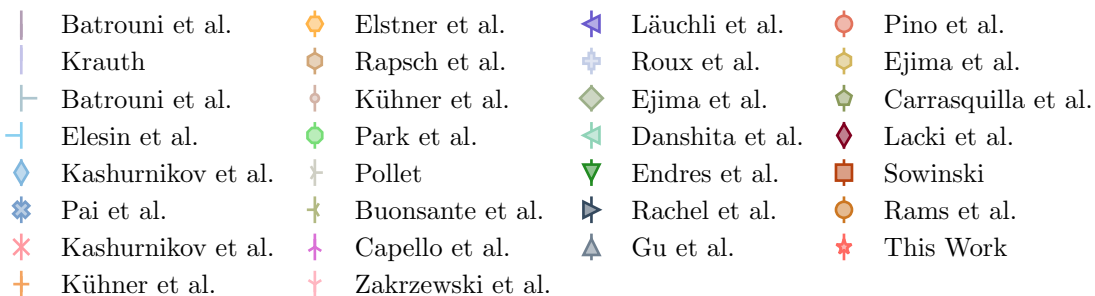 Batrouni et al.
Krauth
Batrouni et al.
Elesin et al.
Kashurnikov et al.
Pai et al.
Kashurnikov et al.
Kühner et al.
Elstner et al.
Rapsch et al.
Kühner et al.
Park et al.
Pollet
Buonsante et al.
Capello et al.
Zakrzewski et al.
Läuchli et al.
Roux et al.
Ejima et al.
Danshita et al.
Endres et al.
Rachel et al.
Gu et al.
Pino et al.
Ejima et al.
Carrasquilla et al.
Lacki et al.
Sowinski
Rams et al.
This Work